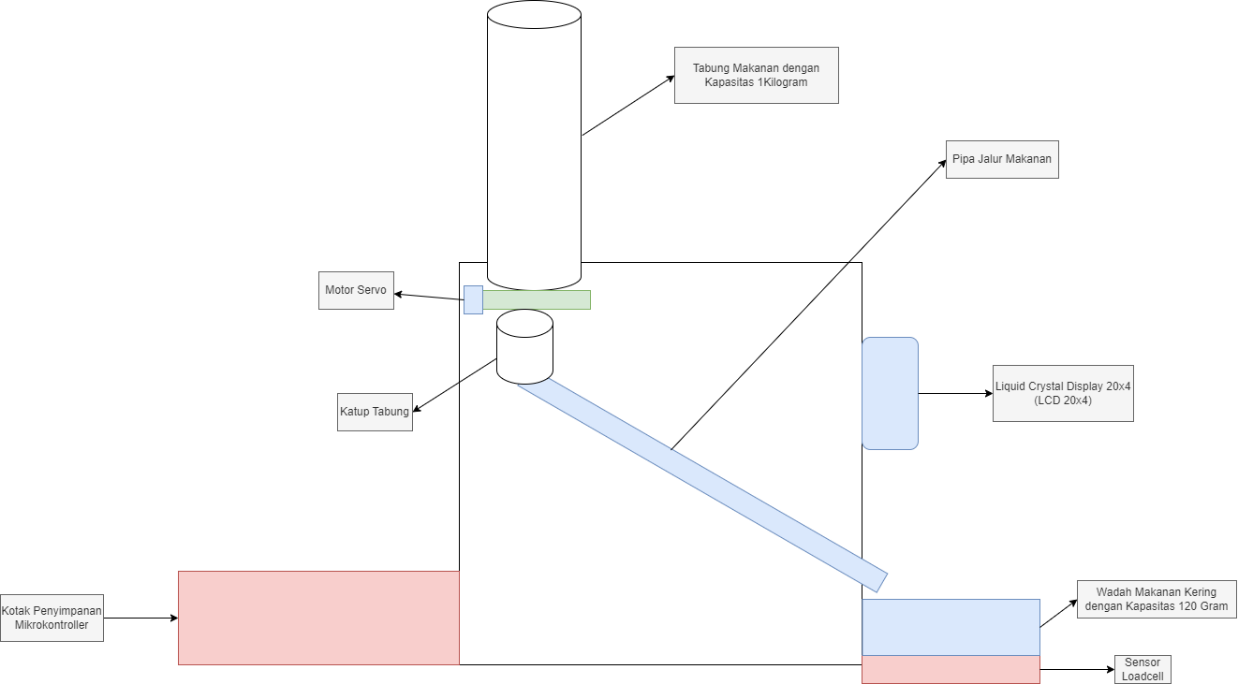 Tabung Makanan dengan
Kapasitas 1Kilogram
Pipa Jalur Makanan
Motor Servo
Liquid Crystal Display 20x4
(LCD 20x4)
Katup Tabung
Kotak Penyimpanan
Mikrokontroller
Wadah Makanan Kering
dengan Kapasitas 120 Gram
Sensor
Loadcell